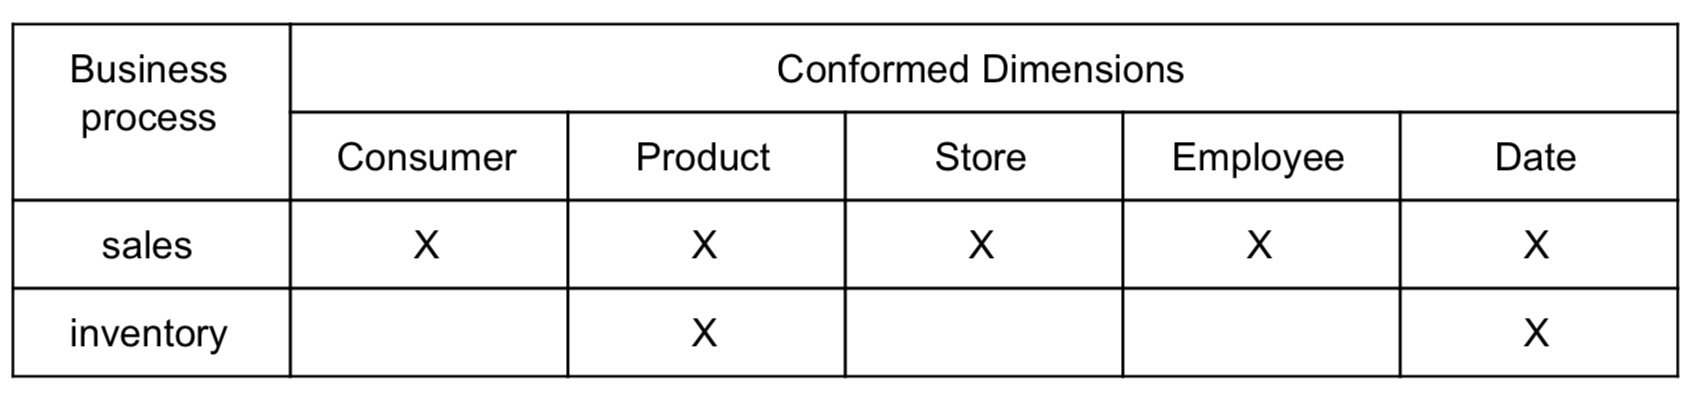 Business
process
Conformed Dimensions
Consumer Product Store Employee Date
sales X X X X X
inventory X X